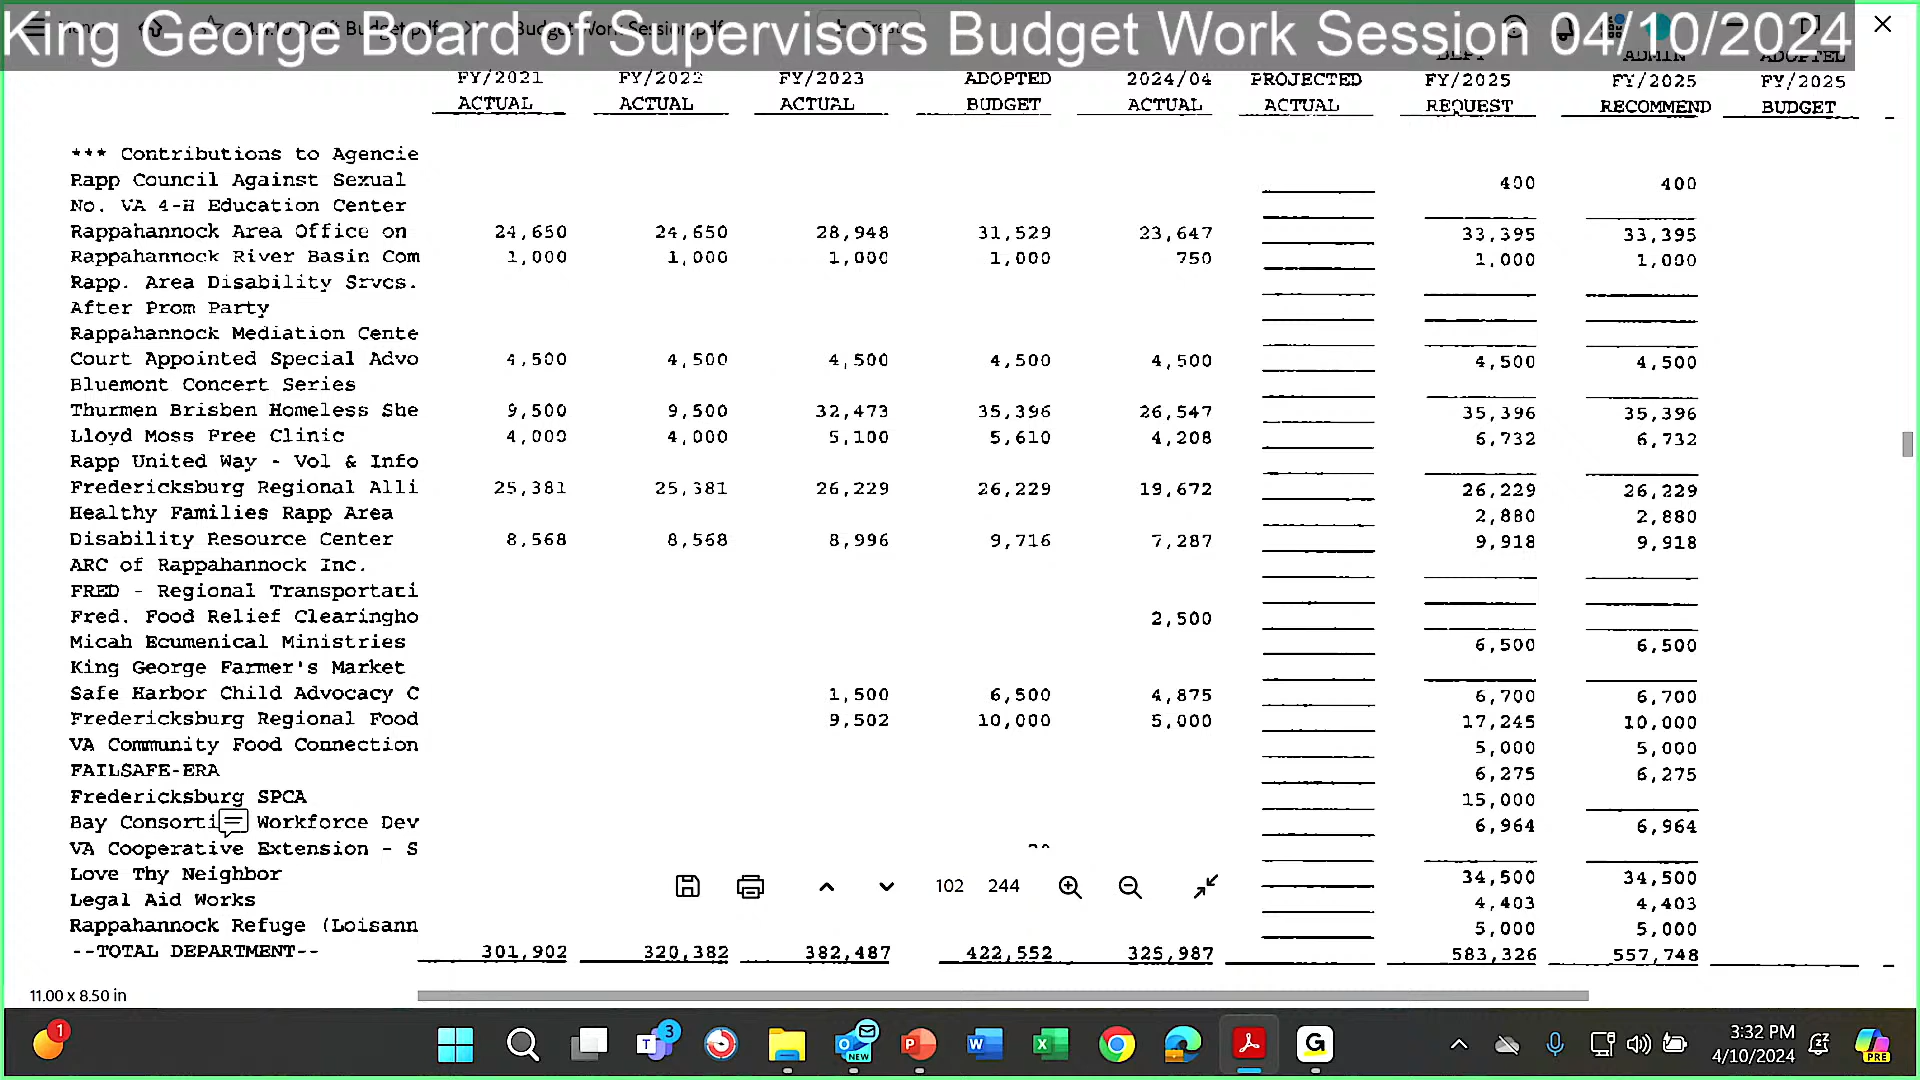 King George Board of Supervisors Budget Work Session 04/10/2024
FY/2021 FY/2022 FY/2023 ADOPTED 2024/04 PROJECTED FY/2025 FY/2025 FY/2025
ACTUAL ACTUAL ACTUAL BUDGET ACTUAL ACTUAL REQUEST RECOMMEND BUDGET
*** Contributions to Agencie
Rapp Council Against Sexual 400 400
No. VA 4-H Education Center
Rappahannock Area Office on 24,650 24,650 28,948 31,529 23,647 33,395 33,395
Rappahannock River Basin Com 1,000 1,000 1,000 1,000 750 1,000 1,000
Rapp. Area Disability Srvcs.
After Prom Party
Rappahannock Mediation Cente
Court Appointed Special Advo 4,500 4,500 4,500 4,500 4,500 4,500 4,500
Bluemont Concert Series
Thurmen Brisben Homeless She 9,500 9,500 32,473 35,396 26,547 35,396 35,396
Lloyd Moss Free Clinic 4,000 4,000 5,100 5,610 4,208 6,732 6,732
Rapp United Way - Vol & Info
Fredericksburg Regional Alli 25,381 25,381 26,229 26,229 19,672 26,229 26,229
Healthy Families Rapp Area 2,880 2,880
Disability Resource Center 8,568 8,568 8,996 9,716 7,287 9,918 9,918
ARC of Rappahannock Inc.
FRED - Regional Transportati
Fred. Food Relief Clearingho 2,500
Micah Ecumenical Ministries 6,500 6,500
King George Farmer's Market
Safe Harbor Child Advocacy C 1,500 6,500 4,875 6,700 6,700
Fredericksburg Regional Food 9,502 10,000 5,000 17,245 10,000
VA Community Food Connection 5,000 5,000
FAILSAFE-ERA 6,275 6,275
Fredericksburg SPCA 15,000
Bay Consorti Workforce Dev 6,964 6,964
VA Cooperative Extension - S
Love Thy Neighbor 34,500 34,500
Legal Aid Works 4,403 4,403
Rappahannock Refuge (Loisann 5,000 5,000
--TOTAL DEPARTMENT-- 301,902 320,382 382,487 422,552 325,987 583,326 557,748
102 244
11.00 x 8.50 in
1
3
NEW
3:32 PM
4/10/2024
PRE